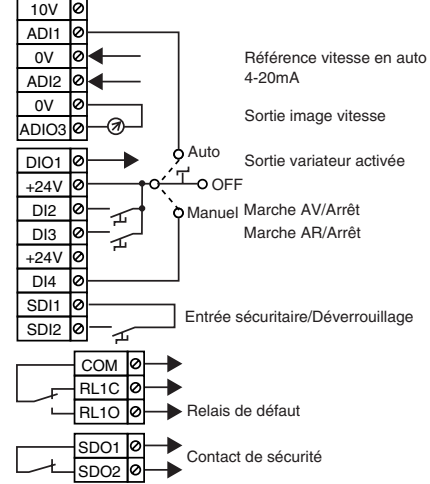 10V
ADI1
0V
ADI2
0V
ADIO3
Référence vitesse en auto
4-20mA
Sortie image vitesse
DIO1
+24V
DI2
DI3
+24V
DI4
SDI1
SDI2
Auto
OFF
Manuel
Sortie variateur activée
Marche AV/Arrêt
Marche AR/Arrêt
Entrée sécuritaire/Déverrouillage
COM
RL1C
RL1O
Relais de défaut
SDO1
SDO2
Contact de sécurité